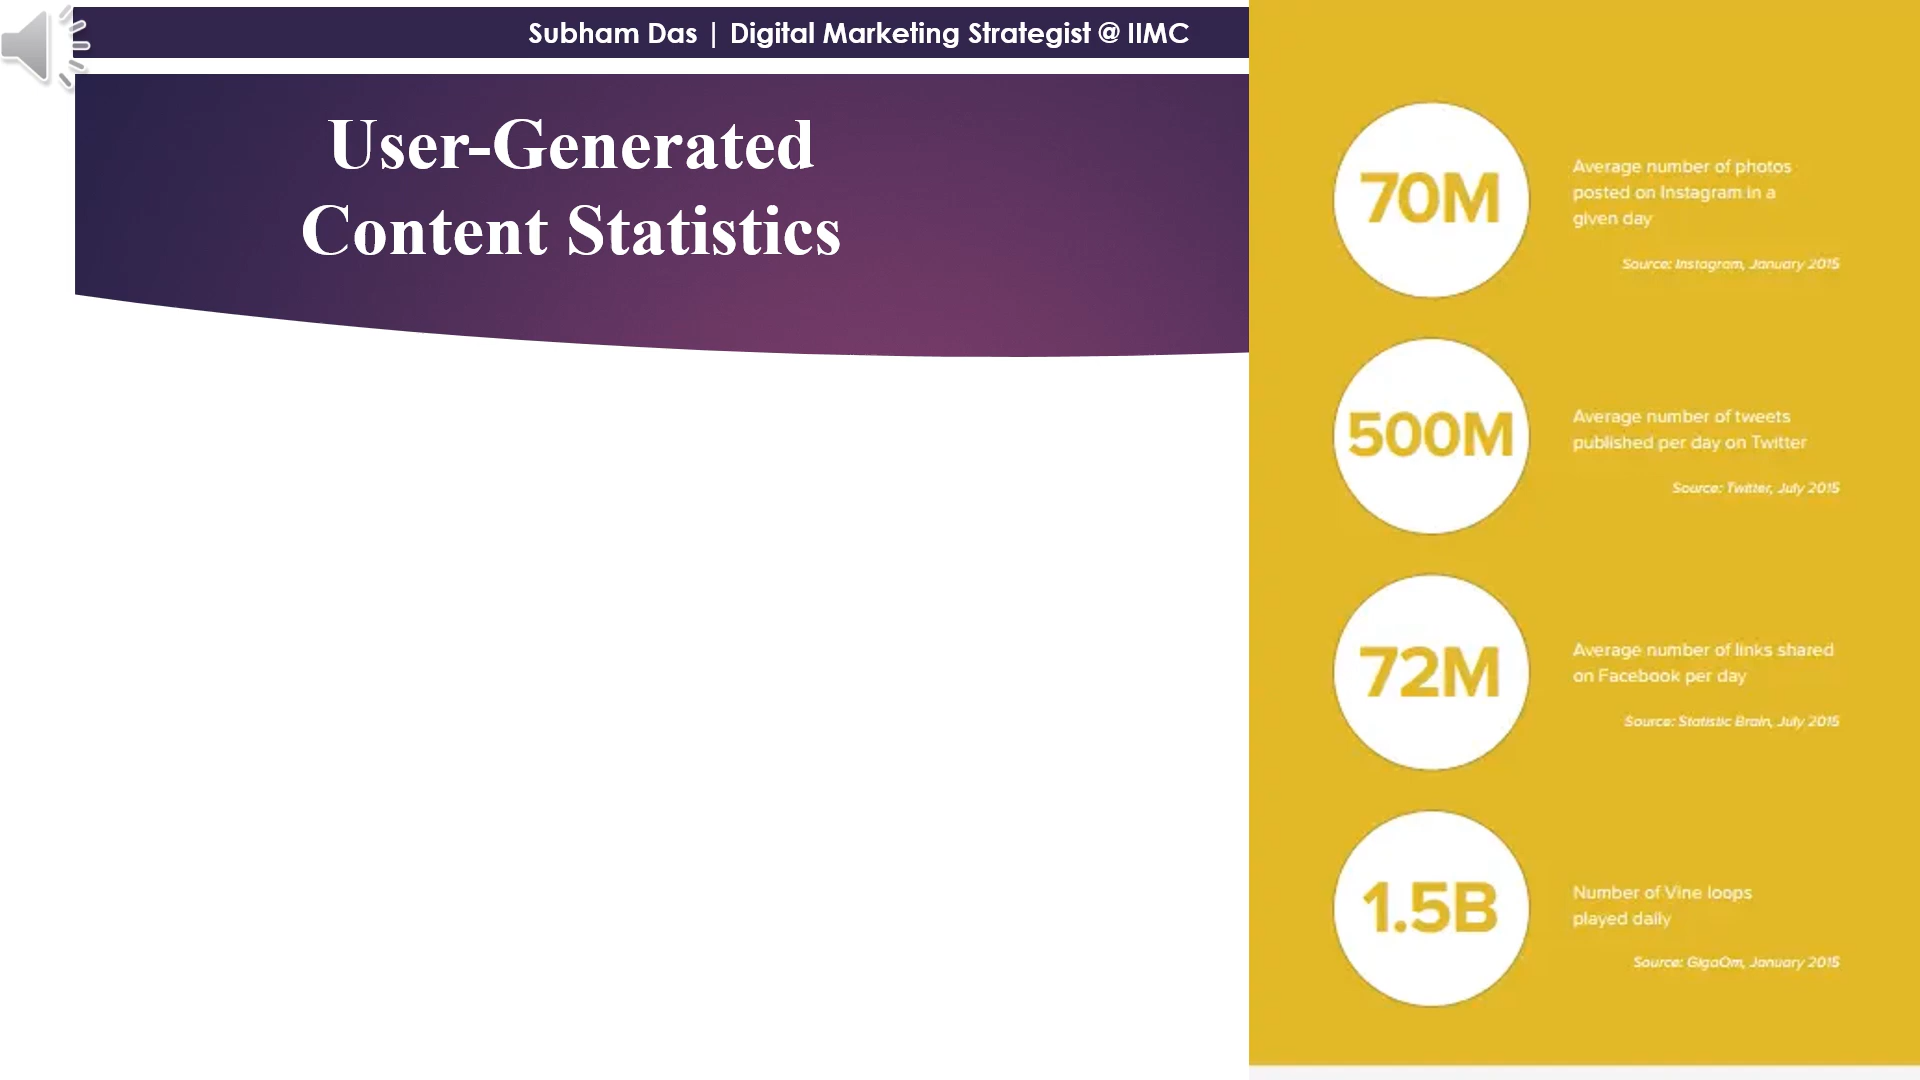 Subham Das | Digital Marketing Strategist @ IIMC
User-Generated
Content Statistics
70M
Average number of photos
posted on Instagram in a
given day
Source: Instagram, January 2015
500M
Average number of tweets
published per day on Twitter
Source: Twitter, July 2015
72M
Average number of links shared
on Facebook per day
Source: Statistic Brain, July 2015
1.5B
Number of Vine loops
played daily
Source: GigaOm, January 2015